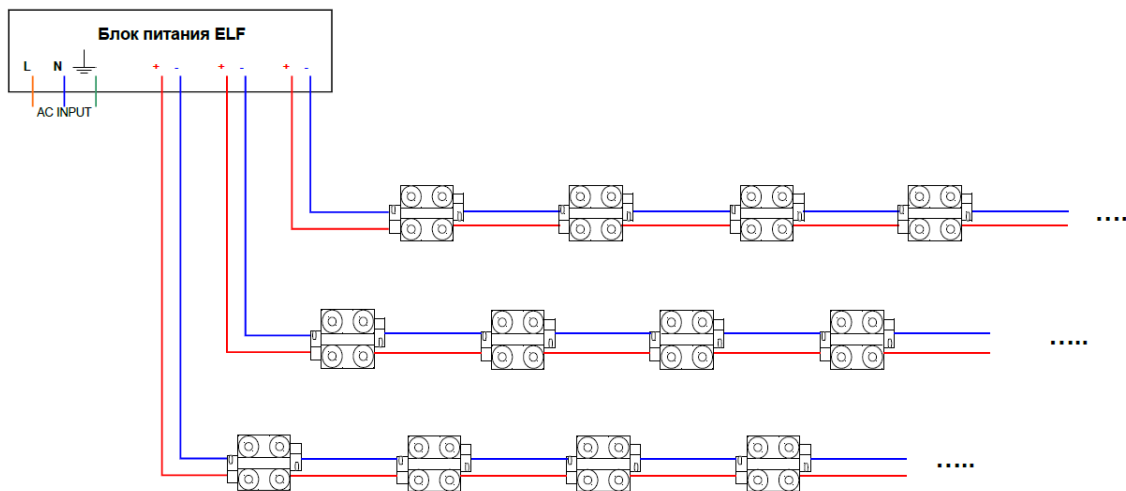 Блок питания ELF
L N + - + - + -
AC INPUT
.....
.....
.....